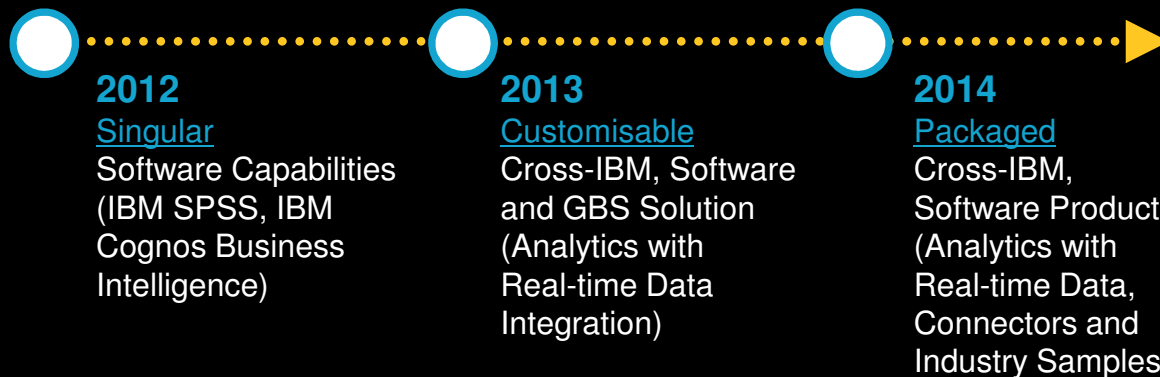 2012
Singular
Software Capabilities
(IBM SPSS, IBM
Cognos Business
Intelligence)
2013
Customisable
Cross-IBM, Software
and GBS Solution
(Analytics with
Real-time Data
Integration)
2014
Packaged
Cross-IBM,
Software Product
(Analytics with
Real-time Data,
Connectors and
Industry Samples